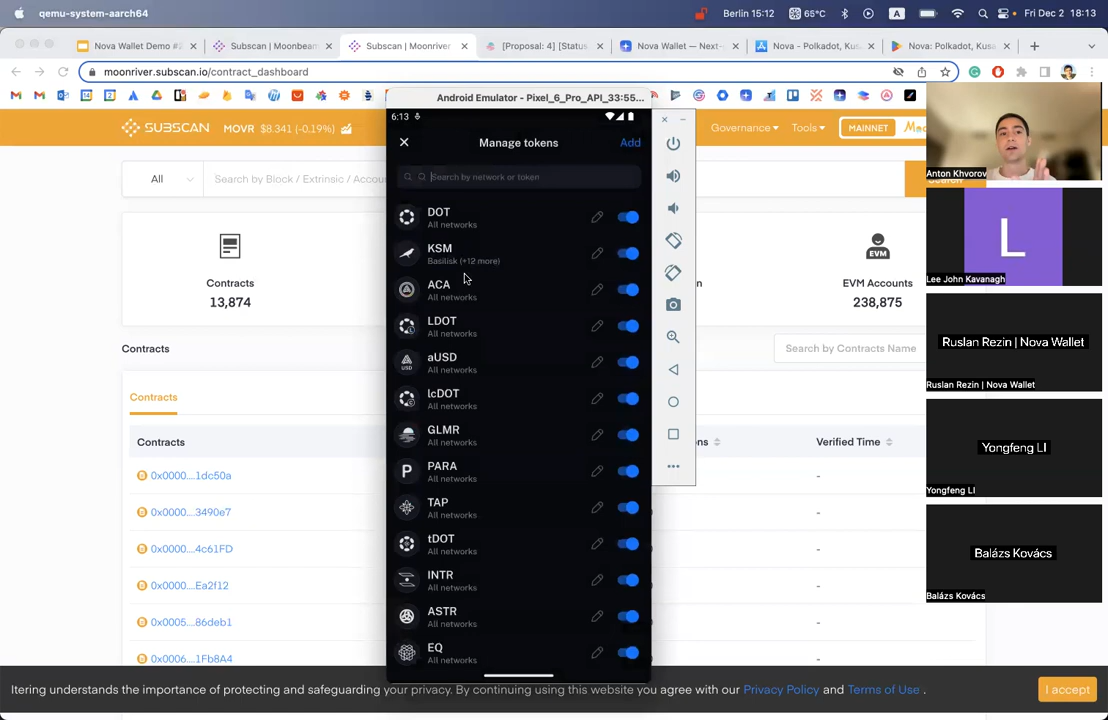 qemu-system-aarch64
Berlin 15:12
65°C
A
Fri Dec 2 18:13
Nova Wallet Demo #2
Subscan | Moonbeam
Subscan | Moonriver
[Proposal: 4] [Status
Nova Wallet — Next-
Nova - Polkadot, Kus
Nova: Polkadot, Kusa
moonriver.subscan.io/contract_dashboard
Android Emulator - Pixel_6_Pro_API_33:55...
SUBSCAN
MOVR $8.341 (-0.19%)
Governance
Tools
MAINNET
All
Search by Block / Extrinsic / Accou
Search
Contracts
13,874
EVM Accounts
238,875
Contracts
Search by Contracts Name
Contracts
Contracts
Verified Time
0x0000....1dc50a
-
-
0x0000....3490e7
-
-
0x0000....4c61FD
-
-
0x0000....Ea2f12
-
-
0x0005....86deb1
-
-
0x0006....1Fb8A4
-
-
6:13
Manage tokens
Add
Search by network or token
DOT
All networks
KSM
Basilisk (+12 more)
ACA
All networks
LDOT
All networks
aUSD
All networks
lcDOT
All networks
GLMR
All networks
PARA
All networks
TAP
All networks
tDOT
All networks
INTR
All networks
ASTR
All networks
EQ
All networks
Itering understands the importance of protecting and safeguarding your privacy. By continuing using this website you agree with our Privacy Policy and Terms of Use .
I accept
Anton Khvorov
L
Lee John Kavanagh
Ruslan Rezin | Nova Wallet
Ruslan Rezin | Nova Wallet
Yongfeng LI
Yongfeng LI
Balázs Kovács
Balázs Kovács